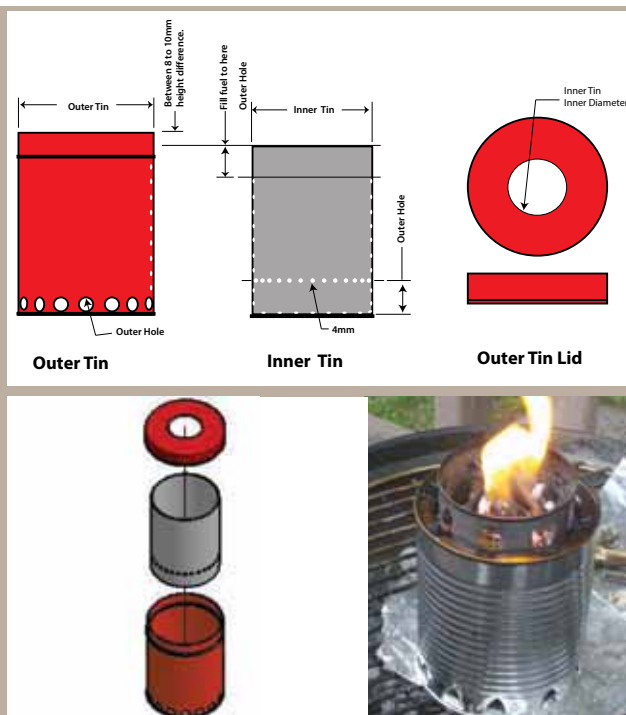 Outer Tin
Between 8 to 10mm
height difference.
Fill fuel to here
Outer Hole
Inner Tin
Inner Tin
Inner Diameter
Outer Hole
Outer Hole
4mm
Outer Tin
Inner Tin
Outer Tin Lid